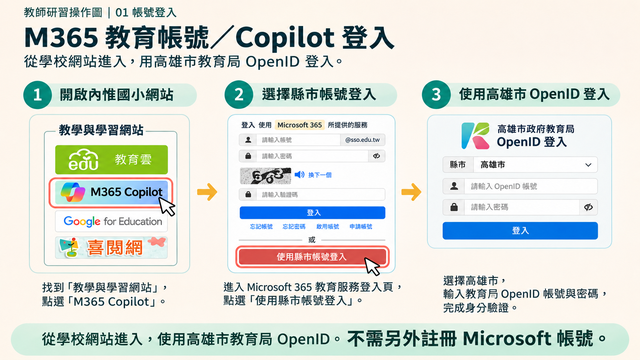 教師研習操作圖 | 01 帳號登入
M365 教育帳號／Copilot 登入
從學校網站進入，用高雄市教育局 OpenID 登入。
1 開啟內惟國小網站
教學與學習網站
edu 教育雲
M365 Copilot
Google for Education
喜閱網
找到「教學與學習網站」，
點選「M365 Copilot」。
2 選擇縣市帳號登入
登入 使用 Microsoft 365 所提供的服務
請輸入帳號 @sso.edu.tw
請輸入密碼
換下一個
請輸入驗證碼
登入
忘記帳號 忘記密碼 啟用帳號 申請帳號
或
使用縣市帳號登入
進入 Microsoft 365 教育服務登入頁，
點選「使用縣市帳號登入」。
3 使用高雄市 OpenID 登入
高雄市政府教育局
OpenID 登入
縣市 高雄市
請輸入 OpenID 帳號
請輸入密碼
登入
選擇高雄市，
輸入教育局 OpenID 帳號與密碼，
完成身分驗證。
從學校網站進入，使用高雄市教育局 OpenID。不需另外註冊 Microsoft 帳號。